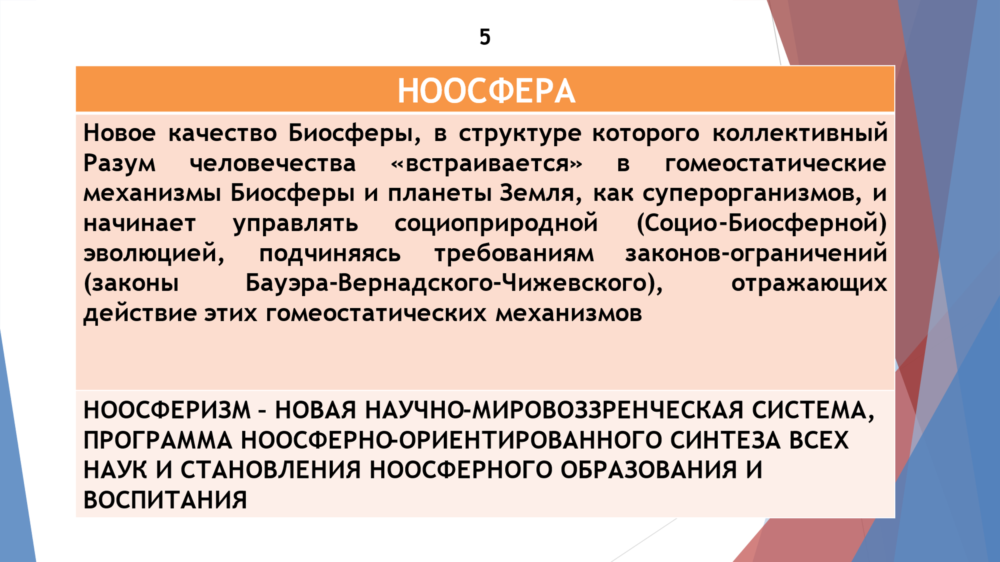 5
НООСФЕРА
Новое качество Биосферы, в структуре которого коллективный
Разум человечества «встраивается» в гомеостатические
механизмы Биосферы и планеты Земля, как суперорганизмов, и
начинает управлять социоприродной (Социо-Биосферной)
эволюцией, подчиняясь требованиям законов-ограничений
(законы Бауэра-Вернадского-Чижевского), отражающих
действие этих гомеостатических механизмов
НООСФЕРИЗМ – НОВАЯ НАУЧНО-МИРОВОЗЗРЕНЧЕСКАЯ СИСТЕМА,
ПРОГРАММА НООСФЕРНО-ОРИЕНТИРОВАННОГО СИНТЕЗА ВСЕХ
НАУК И СТАНОВЛЕНИЯ НООСФЕРНОГО ОБРАЗОВАНИЯ И
ВОСПИТАНИЯ